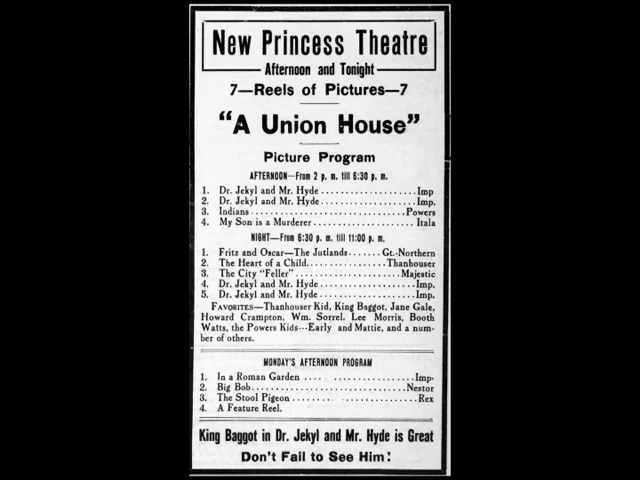 New Princess Theatre
Afternoon and Tonight
7—Reels of Pictures—7
"A Union House"
Picture Program
AFTERNOON—From 2 p. m. till 6:30 p. m.
1. Dr. Jekyl and Mr. Hyde....................Imp
2. Dr. Jekyl and Mr. Hyde....................Imp.
3. Indians....................Powers
4. My Son is a Murderer....................Itala
NIGHT—From 6:30 p. m. till 11:00 p. m.
1. Fritz and Oscar—The Jutlands.......Gt.-Northern
2. The Heart of a Child....................Thanhouser
3. The City "Feller"....................Majestic
4. Dr. Jekyl and Mr. Hyde....................Imp.
5. Dr. Jekyl and Mr. Hyde....................Imp.
FAVORITES—Thanhouser Kid, King Baggot, Jane Gale,
Howard Crampton, Wm. Sorrel, Lee Morris, Booth
Watts, the Powers Kids---Early and Mattie, and a num-
ber of others.
MONDAY'S AFTERNOON PROGRAM
1. In a Roman Garden .... ..............Imp-
2. Big Bob....................Nestor
3. The Stool Pigeon ........ ..............Rex
4. A Feature Reel.
King Baggot in Dr. Jekyl and Mr. Hyde is Great
Don't Fail to See Him!